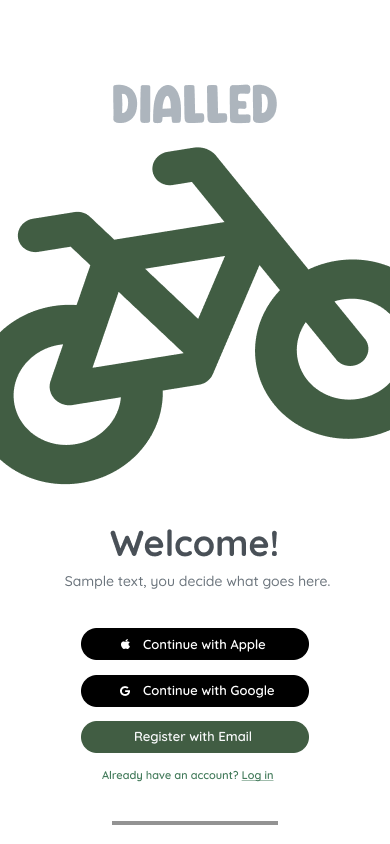 DIALLED
Welcome!
Sample text, you decide what goes here.
Continue with Apple
Continue with Google
Register with Email
Already have an account? Log in